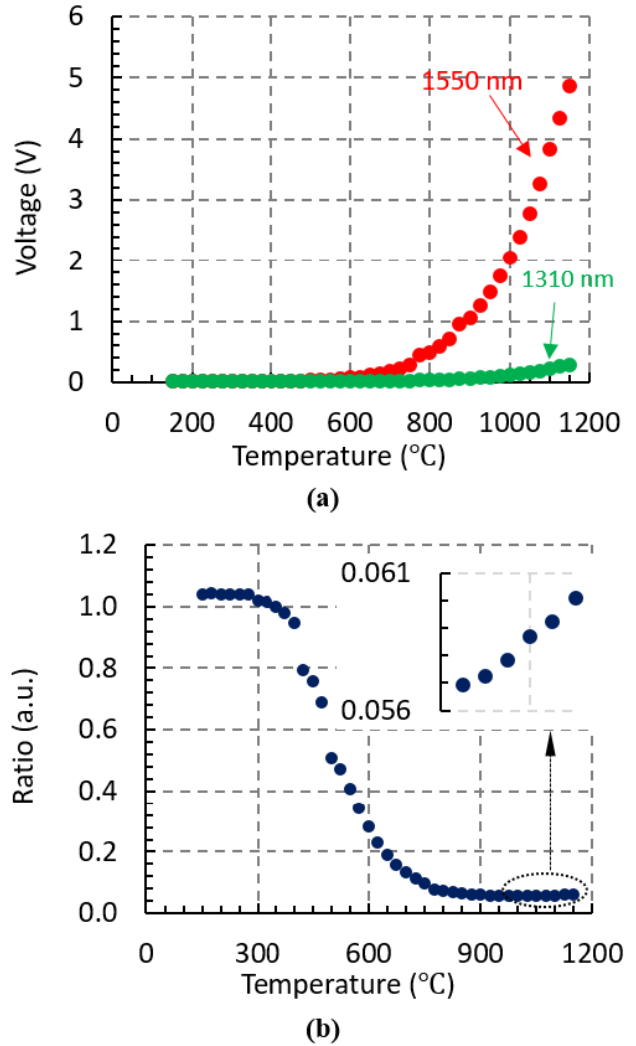 6
5
4
3
2
1
0
Voltage (V)
1550 nm
1310 nm
0 200 400 600 800 1000 1200
Temperature (°C)
(a)
1.2
1.0
0.8
0.6
0.4
0.2
0.0
Ratio (a.u.)
0.061
0.056
0 300 600 900 1200
Temperature (°C)
(b)